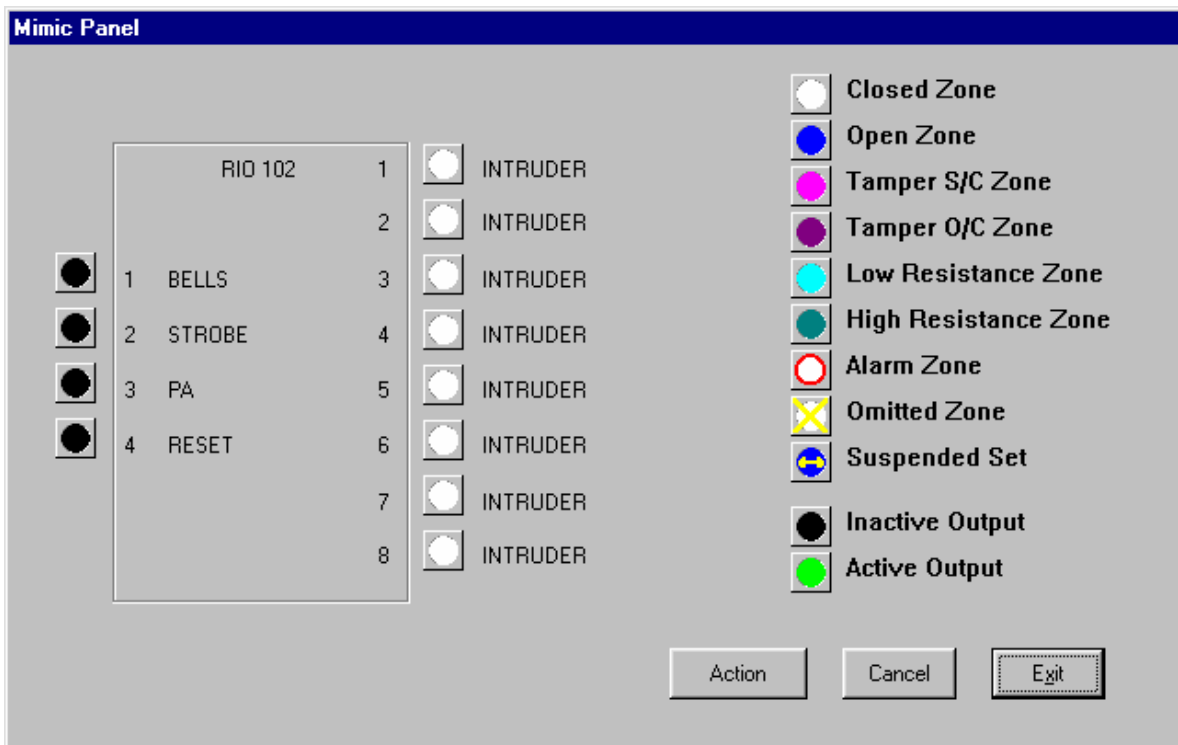 Mimic Panel
RIO 102
1 INTRUDER
2 INTRUDER
1 BELLS 3 INTRUDER
2 STROBE 4 INTRUDER
3 PA 5 INTRUDER
4 RESET 6 INTRUDER
7 INTRUDER
8 INTRUDER
Closed Zone
Open Zone
Tamper S/C Zone
Tamper O/C Zone
Low Resistance Zone
High Resistance Zone
Alarm Zone
Omitted Zone
Suspended Set
Inactive Output
Active Output
Action Cancel Exit